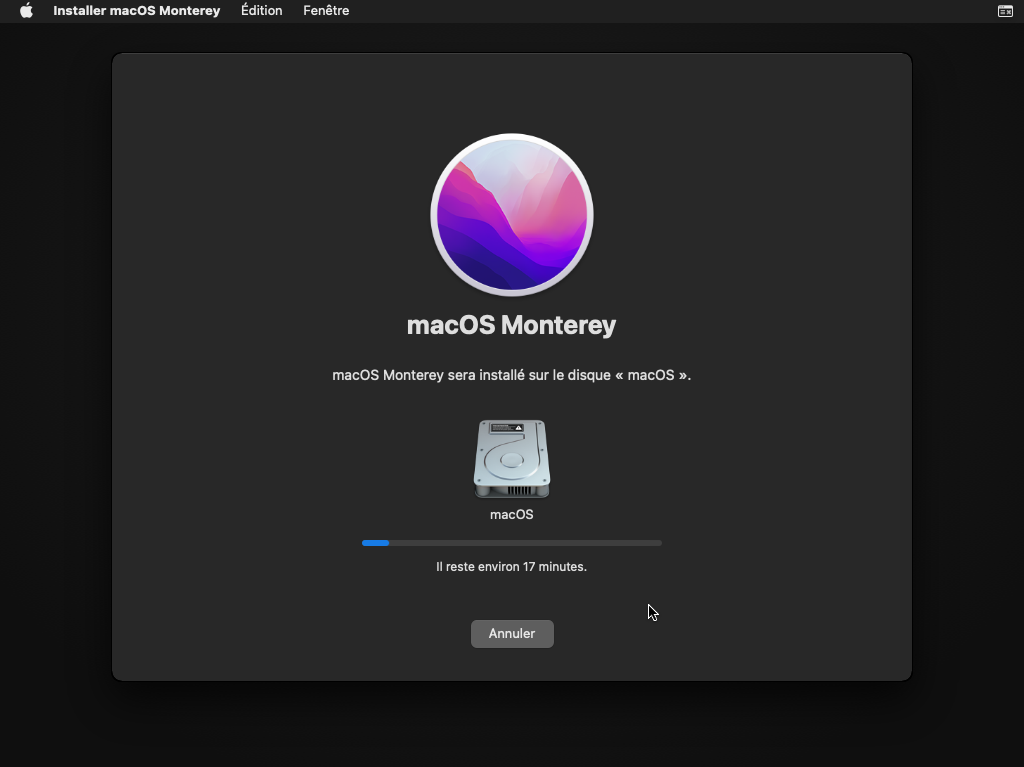 Installer macOS Monterey Édition Fenêtre
macOS Monterey
macOS Monterey sera installé sur le disque « macOS ».
macOS
Il reste environ 17 minutes.
Annuler